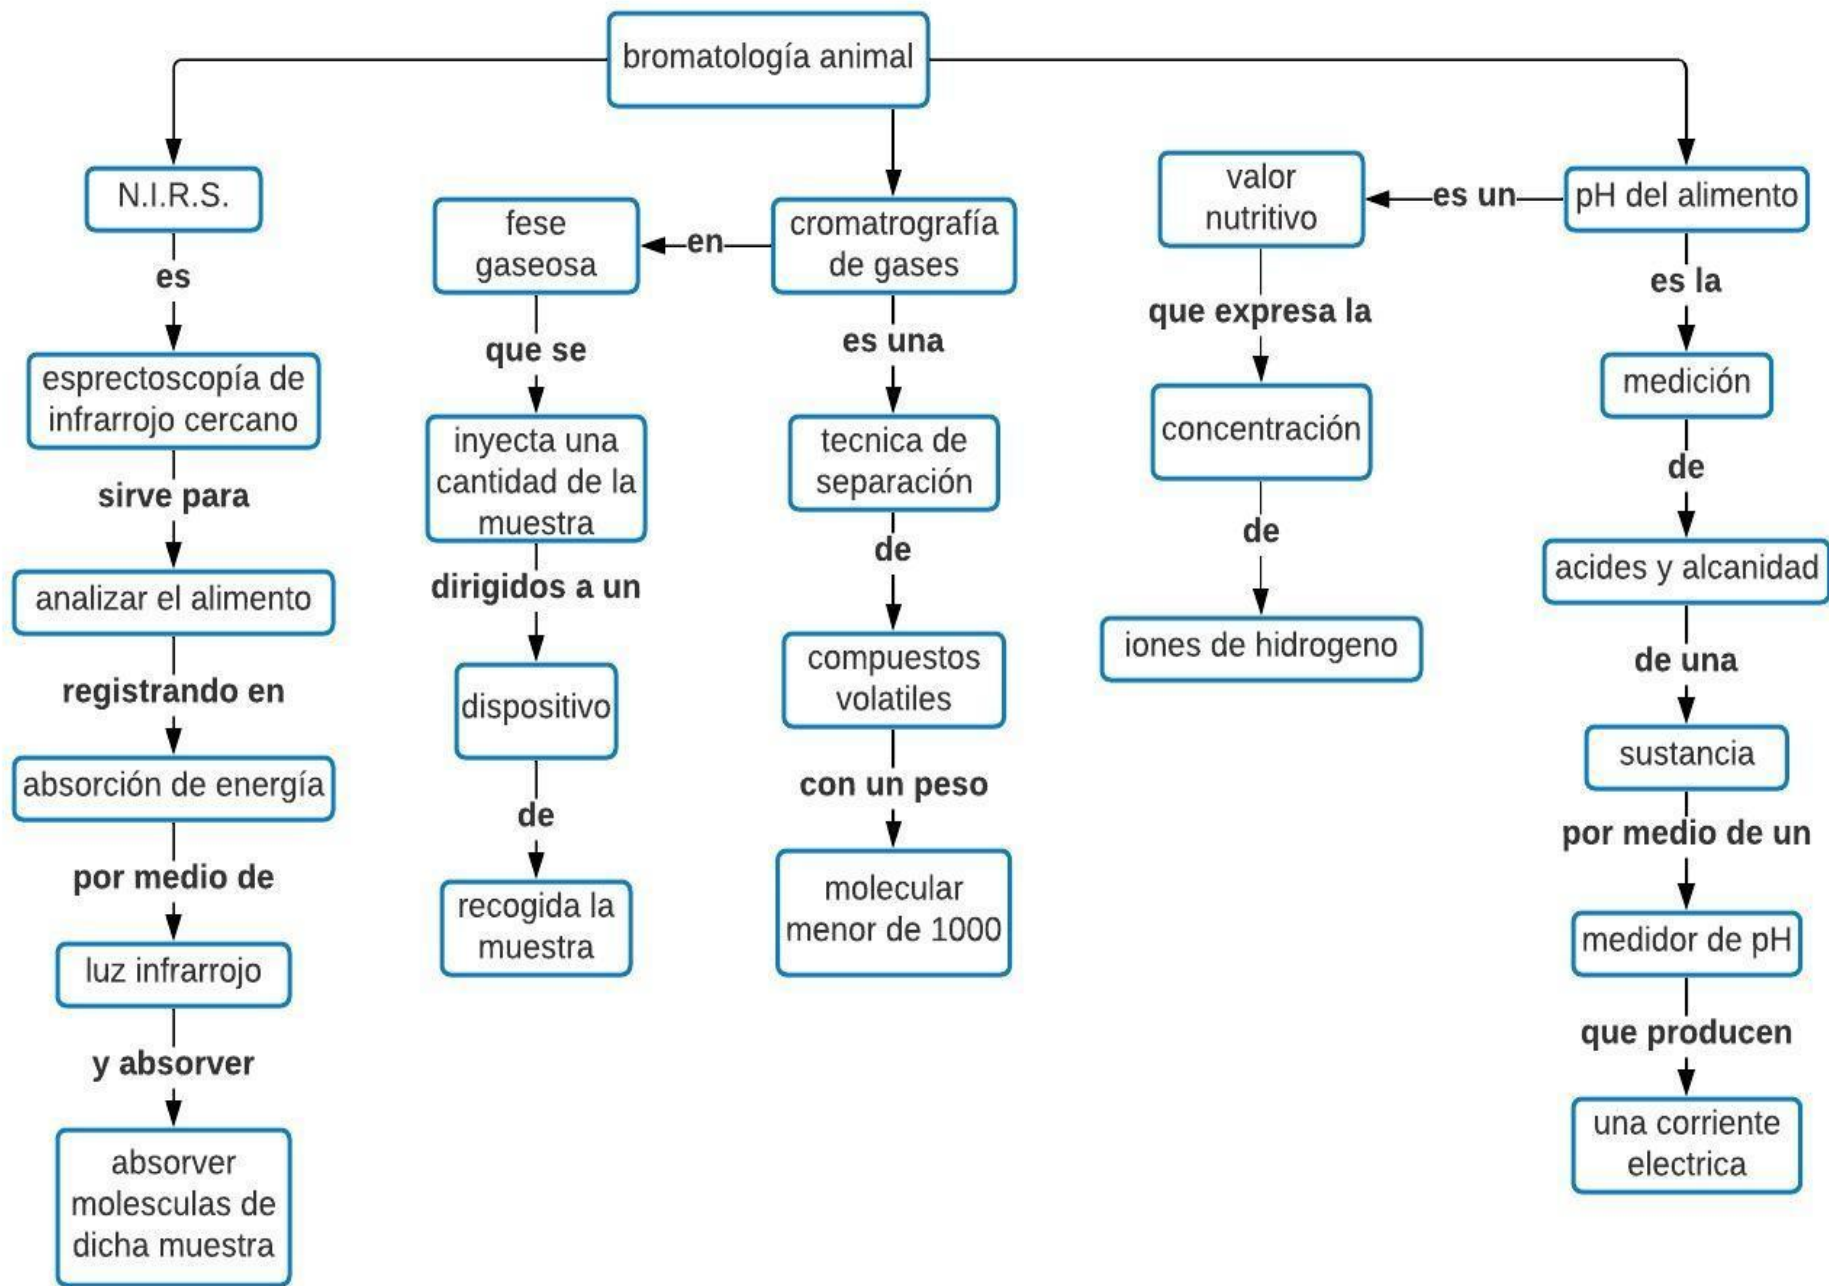 bromatología animal
N.I.R.S.
es
esprectoscopía de
infrarrojo cercano
sirve para
analizar el alimento
registrando en
absorción de energía
por medio de
luz infrarrojo
y absorver
absorver
molesculas de
dicha muestra
cromatrografía
de gases
en
fese
gaseosa
que se
inyecta una
cantidad de la
muestra
dirigidos a un
dispositivo
de
recogida la
muestra
es una
tecnica de
separación
de
compuestos
volatiles
con un peso
molecular
menor de 1000
pH del alimento
es un
valor
nutritivo
que expresa la
concentración
de
iones de hidrogeno
es la
medición
de
acides y alcanidad
de una
sustancia
por medio de un
medidor de pH
que producen
una corriente
electrica